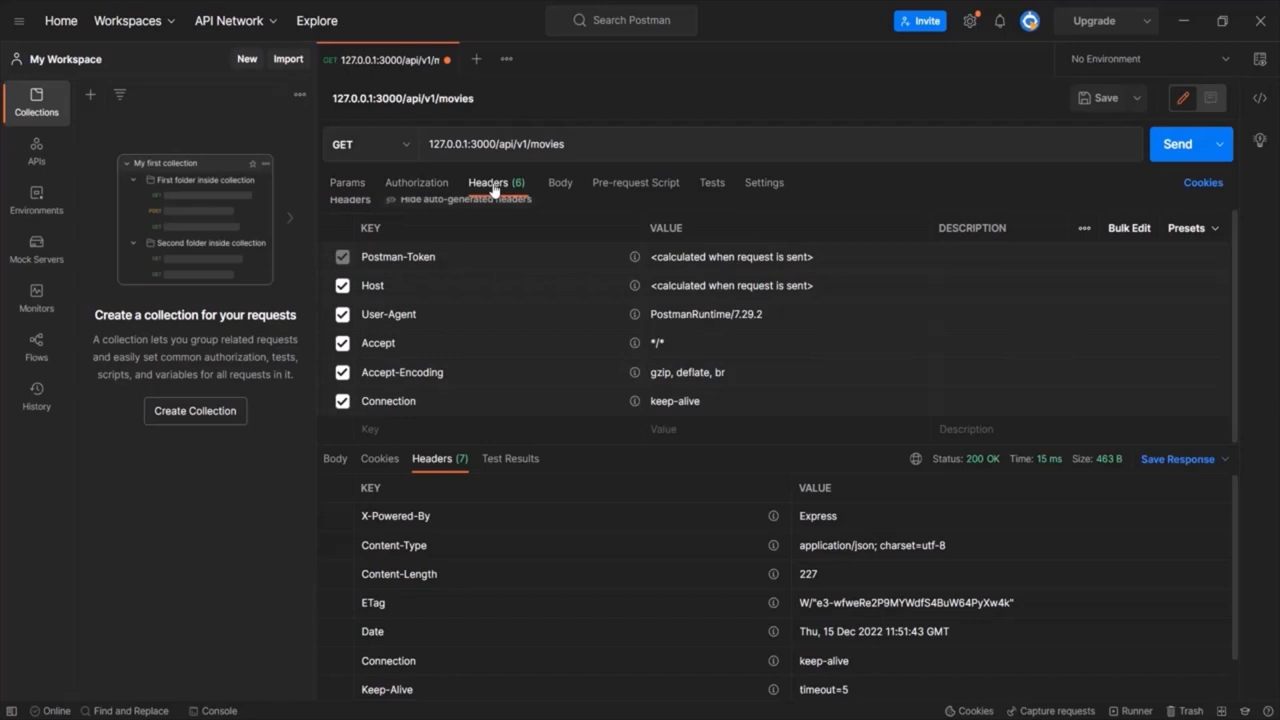 Home Workspaces API Network Explore Search Postman Invite Upgrade
My Workspace New Import GET 127.0.0.1:3000/api/v1/m No Environment
127.0.0.1:3000/api/v1/movies Save
Collections
APIs
Environments
Mock Servers
Monitors
Flows
History
My first collection
First folder inside collection
GET
POST
GET
Second folder inside collection
GET
GET
Create a collection for your requests
A collection lets you group related requests
and easily set common authorization, tests,
scripts, and variables for all requests in it.
Create Collection
GET 127.0.0.1:3000/api/v1/movies Send
Params Authorization Headers (6) Body Pre-request Script Tests Settings Cookies
Headers Hide auto-generated headers
KEY VALUE DESCRIPTION Bulk Edit Presets
Postman-Token <calculated when request is sent>
Host <calculated when request is sent>
User-Agent PostmanRuntime/7.29.2
Accept */*
Accept-Encoding gzip, deflate, br
Connection keep-alive
Key Value Description
Body Cookies Headers (7) Test Results Status: 200 OK Time: 15 ms Size: 463 B Save Response
KEY VALUE
X-Powered-By Express
Content-Type application/json; charset=utf-8
Content-Length 227
ETag W/"e3-wfweRe2P9MYWdfS4BuW64PyXw4k"
Date Thu, 15 Dec 2022 11:51:43 GMT
Connection keep-alive
Keep-Alive timeout=5
Online Find and Replace Console Cookies Capture requests Runner Trash